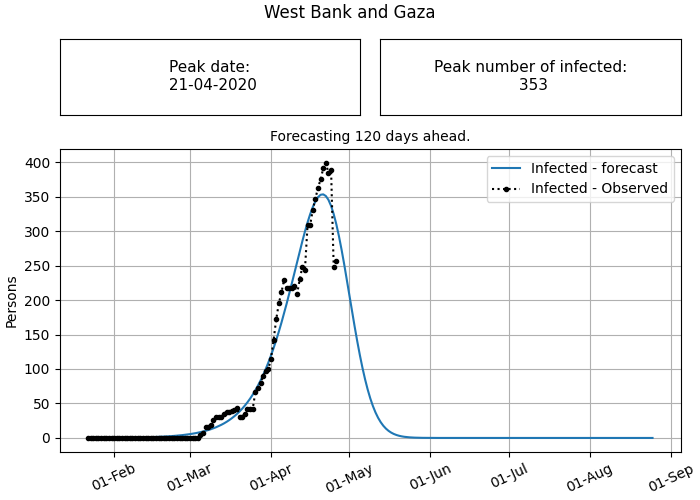 West Bank and Gaza
Peak date:
21-04-2020
Peak number of infected:
353
Forecasting 120 days ahead.
Infected - forecast
Infected - Observed
Persons
400
350
300
250
200
150
100
50
0
01-Feb
01-Mar
01-Apr
01-May
01-Jun
01-Jul
01-Aug
01-Sep